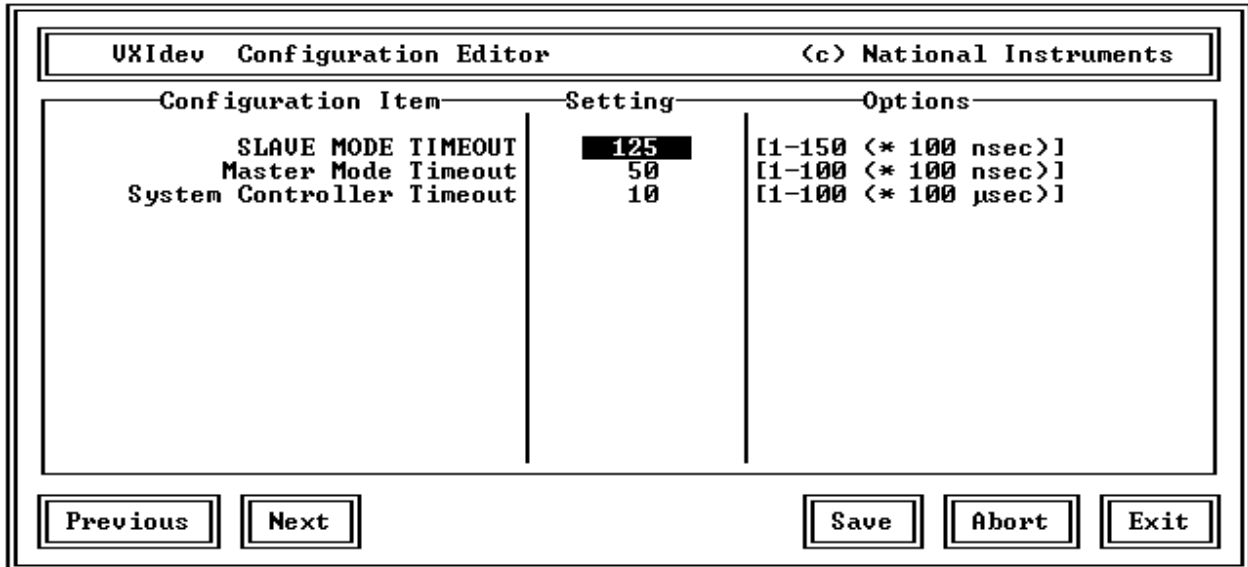 VXIdev Configuration Editor (c) National Instruments
Configuration Item Setting Options
SLAVE MODE TIMEOUT 125 [1-150 (* 100 nsec)]
Master Mode Timeout 50 [1-100 (* 100 nsec)]
System Controller Timeout 10 [1-100 (* 100 µsec)]
Previous Next Save Abort Exit